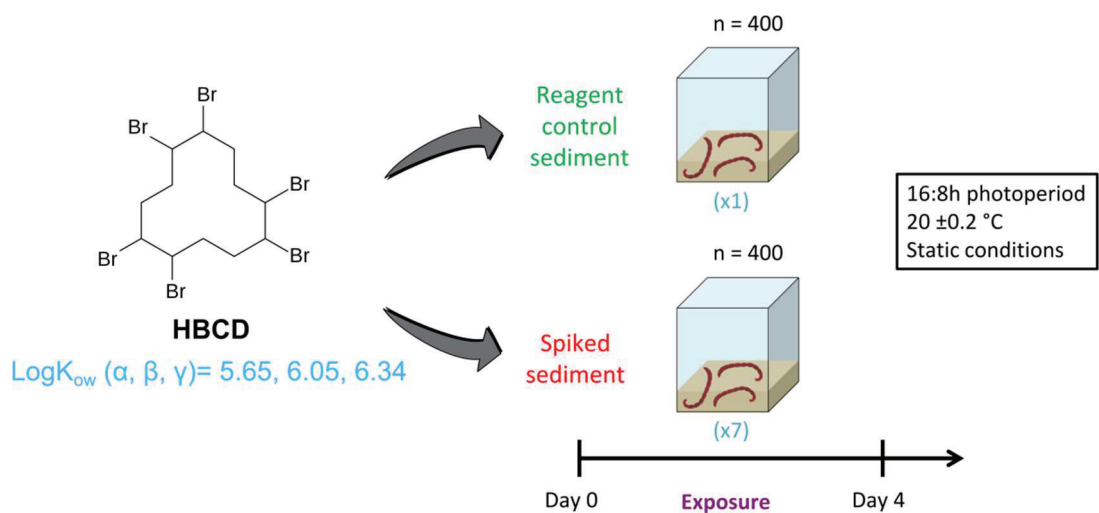 Br
Br
Br
Br
Br
Br
HBCD
LogKow (α, β, γ)= 5.65, 6.05, 6.34
n = 400
Reagent
control
sediment
(x1)
n = 400
Spiked
sediment
(x7)
Day 0
Exposure
Day 4
16:8h photoperiod
20 ±0.2 °C
Static conditions